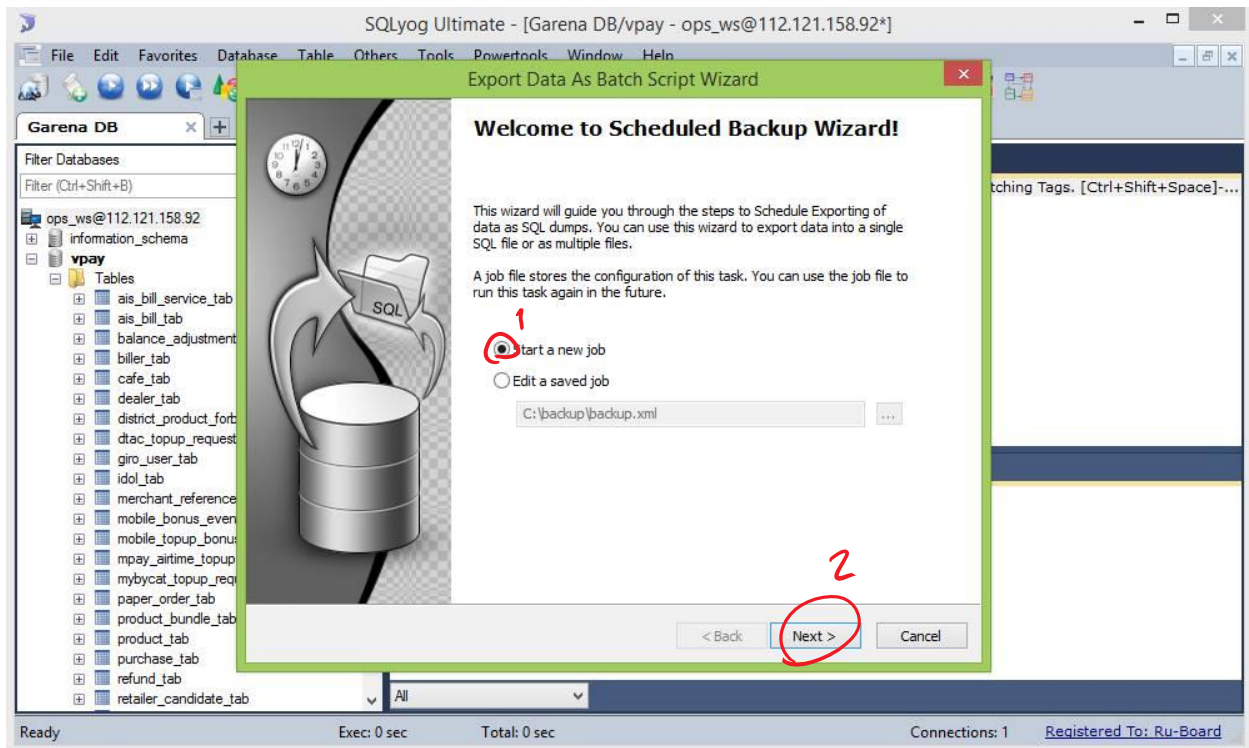 SQLyog Ultimate - [Garena DB/vpay - ops_ws@112.121.158.92*]
File Edit Favorites Database Table Others Tools Powertools Window Help
Export Data As Batch Script Wizard
Garena DB
Filter Databases
Filter (Ctrl+Shift+B)
ops_ws@112.121.158.92
information_schema
vpay
Tables
ais_bill_service_tab
ais_bill_tab
balance_adjustment
biller_tab
cafe_tab
dealer_tab
district_product_forb
dtac_topup_request
giro_user_tab
idol_tab
merchant_reference
mobile_bonus_even
mobile_topup_bonu
mpay_airtime_topup
mybycat_topup_requ
paper_order_tab
product_bundle_tab
product_tab
purchase_tab
refund_tab
retailer_candidate_tab
SQL
Welcome to Scheduled Backup Wizard!
This wizard will guide you through the steps to Schedule Exporting of
data as SQL dumps. You can use this wizard to export data into a single
SQL file or as multiple files.
A job file stores the configuration of this task. You can use the job file to
run this task again in the future.
1
Start a new job
Edit a saved job
C:\backup\backup.xml
...
2
< Back Next > Cancel
tching Tags. [Ctrl+Shift+Space]-...
All
Ready Exec: 0 sec Total: 0 sec Connections: 1 Registered To: Ru-Board